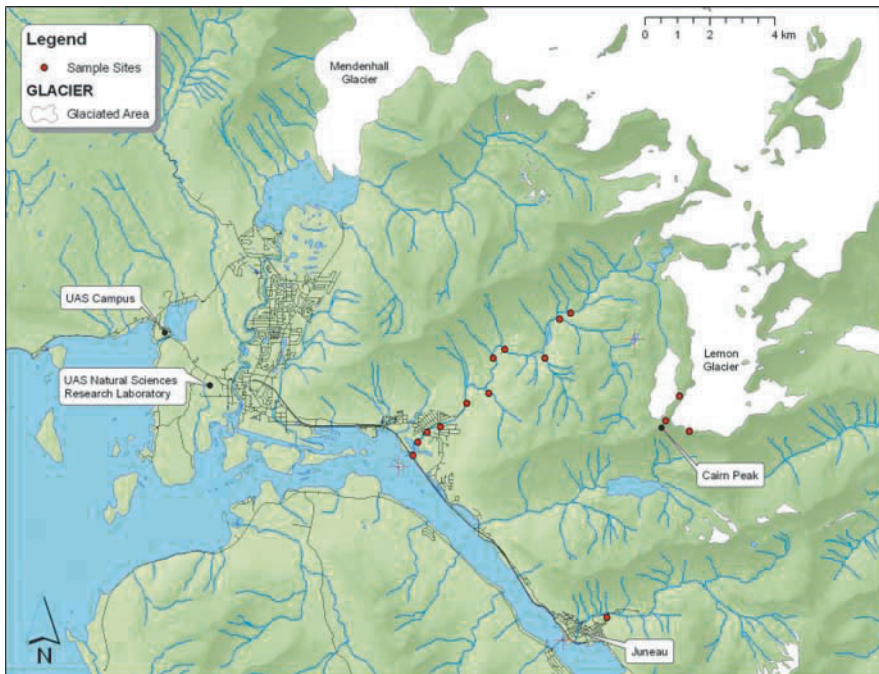 Legend
Sample Sites
GLACIER
Glaciated Area
Mendenhall
Glacier
0 1 2 4 km
UAS Campus
UAS Natural Sciences
Research Laboratory
Lemon
Glacier
Cairn Peak
Juneau
N